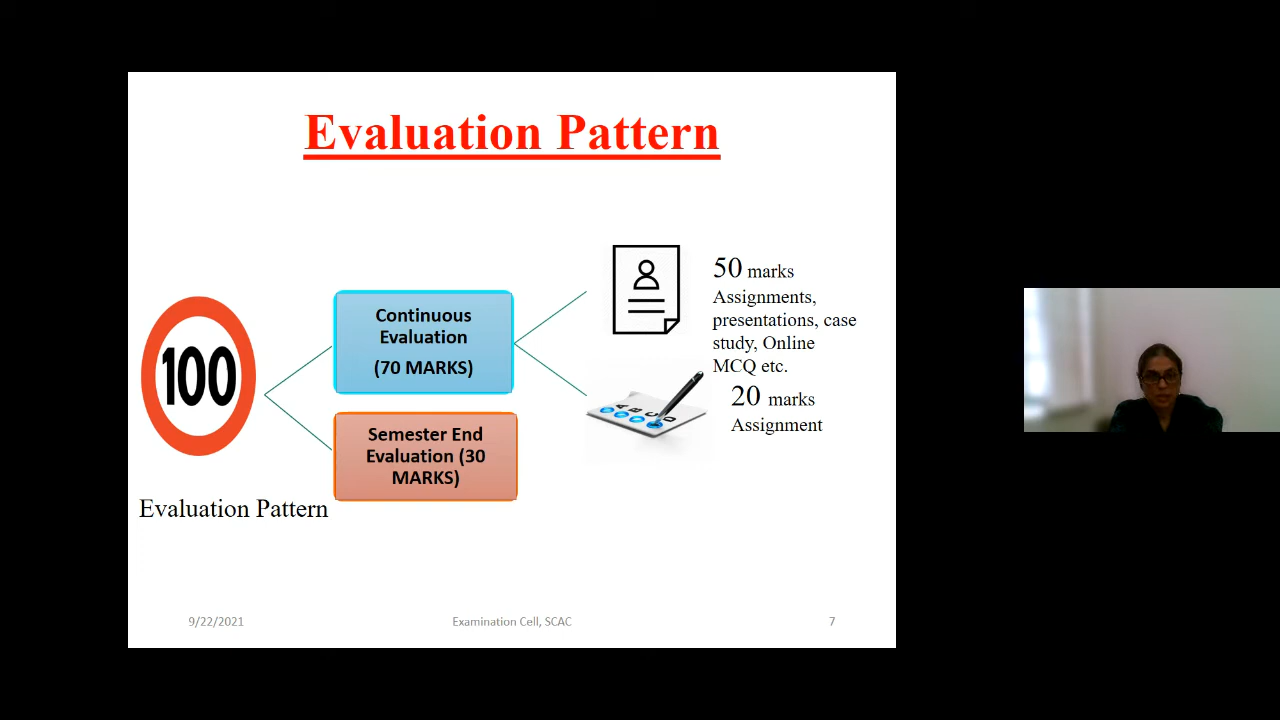 Evaluation Pattern
100
Continuous
Evaluation
(70 MARKS)
Semester End
Evaluation (30
MARKS)
50 marks
Assignments,
presentations, case
study, Online
MCQ etc.
A B C D
20 marks
Assignment
Evaluation Pattern
9/22/2021
Examination Cell, SCAC
7